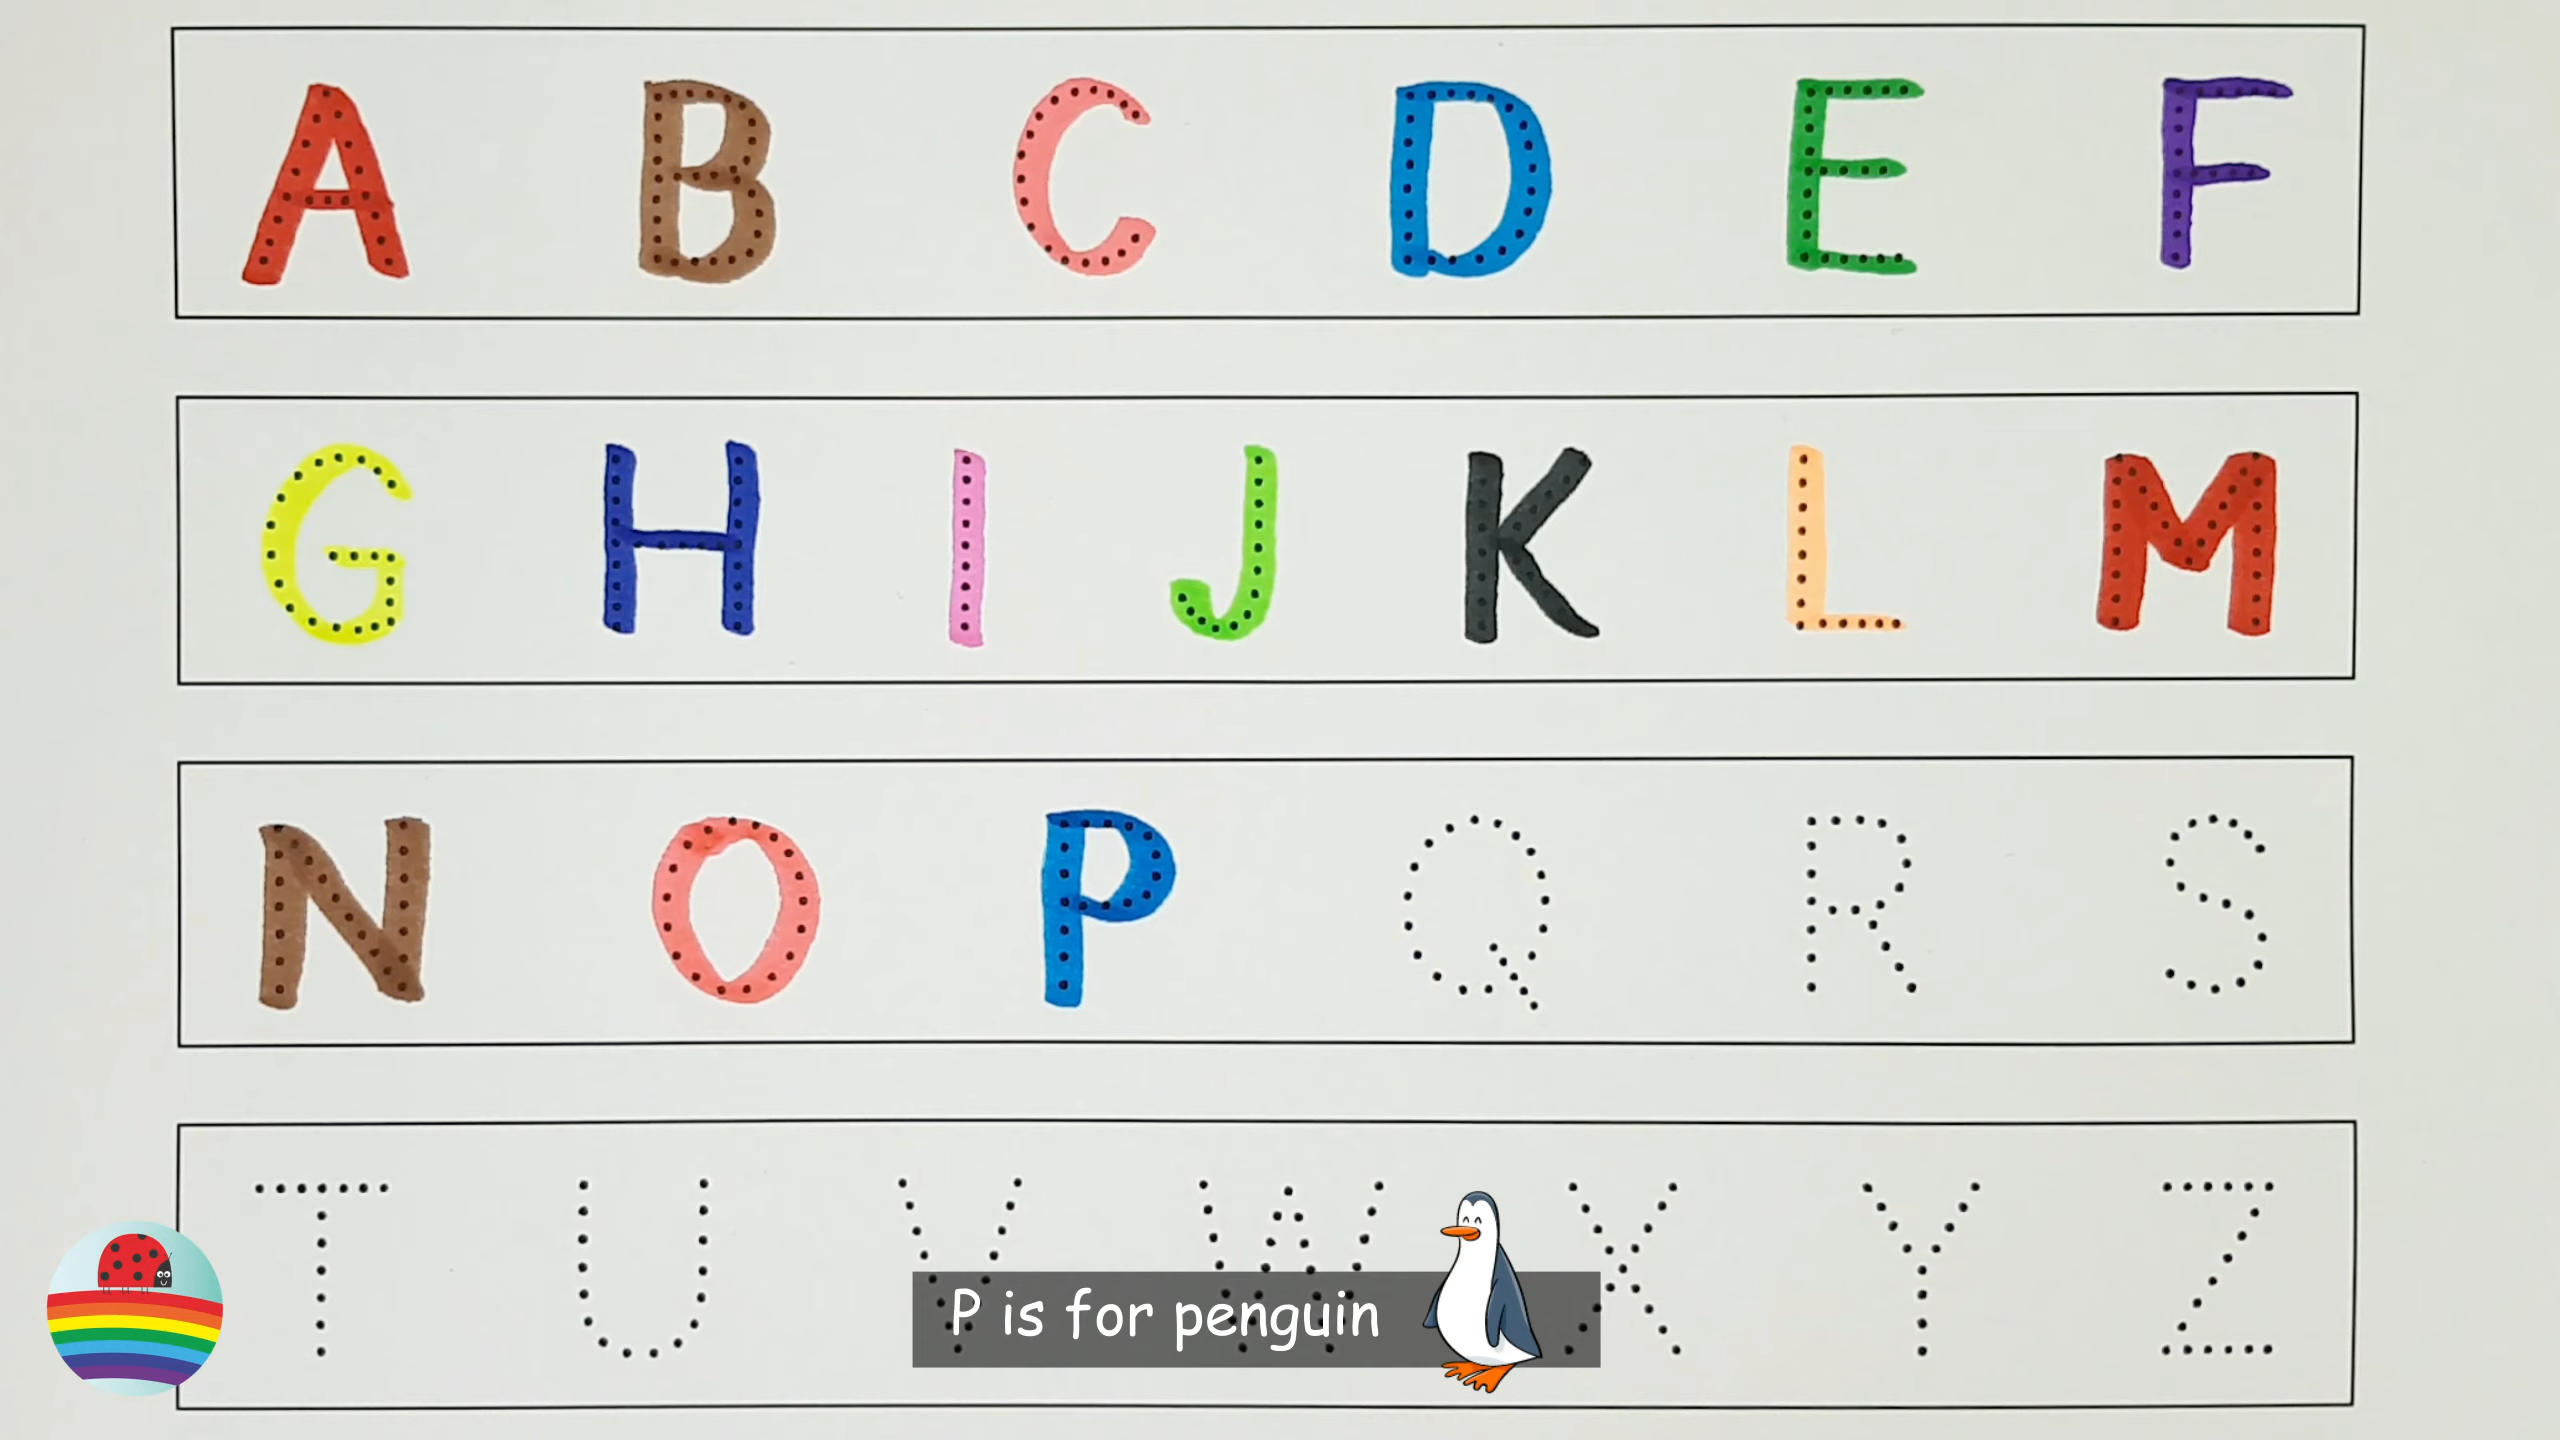 A B C D E F
G H I J K L M
N O P Q R S
T U V W X Y Z
P is for penguin